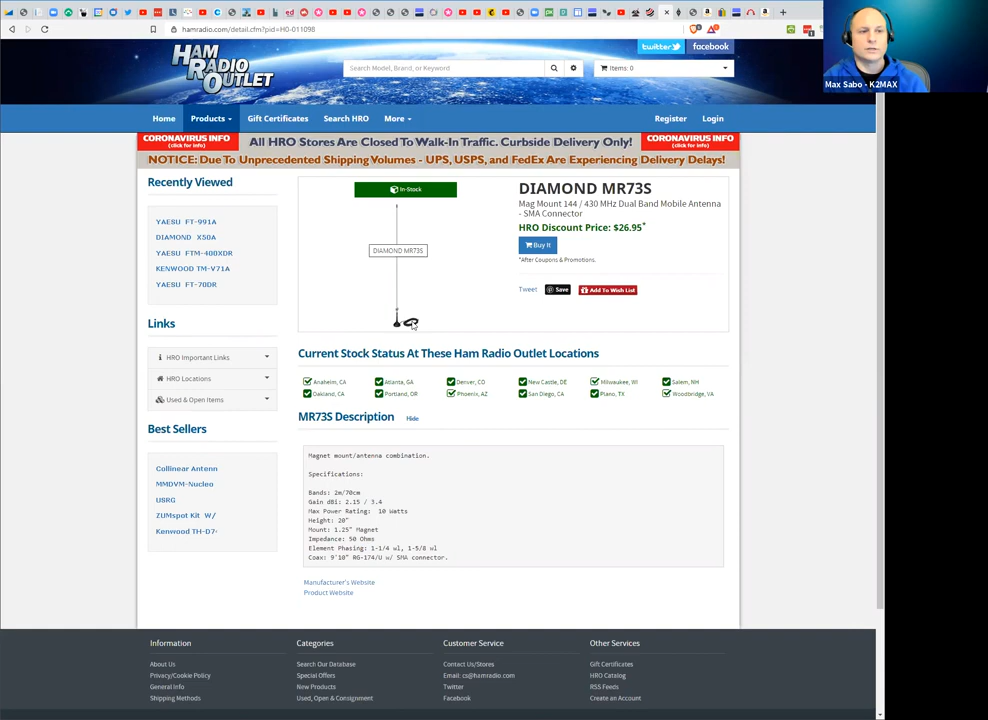 hamradio.com/detail.cfm?pid=H0-011098
HAM
RADIO
OUTLET
twitter
facebook
Search Model, Brand, or Keyword
Items: 0
Home
Products
Gift Certificates
Search HRO
More
Register
Login
CORONAVIRUS INFO
(click for info)
All HRO Stores Are Closed To Walk-In Traffic. Curbside Delivery Only!
CORONAVIRUS INFO
(click for info)
NOTICE: Due To Unprecedented Shipping Volumes - UPS, USPS, and FedEx Are Experiencing Delivery Delays!
Max Sabo - K2MAX
Recently Viewed
YAESU FT-991A
DIAMOND X50A
YAESU FTM-400XDR
KENWOOD TM-V71A
YAESU FT-70DR
Links
HRO Important Links
HRO Locations
Used & Open Items
Best Sellers
Collinear Antenn
MMDVM-Nucleo
USRG
ZUMspot Kit W/
Kenwood TH-D7-
In-Stock
DIAMOND MR73S
DIAMOND MR73S
Mag Mount 144 / 430 MHz Dual Band Mobile Antenna
- SMA Connector
HRO Discount Price: $26.95*
Buy It
*After Coupons & Promotions.
Tweet
Save
Add To Wish List
Current Stock Status At These Ham Radio Outlet Locations
Anaheim, CA
Atlanta, GA
Denver, CO
New Castle, DE
Milwaukee, WI
Salem, NH
Oakland, CA
Portland, OR
Phoenix, AZ
San Diego, CA
Plano, TX
Woodbridge, VA
MR73S Description
Hide
Magnet mount/antenna combination.
Specifications:
Bands: 2m/70cm
Gain dBi: 2.15 / 3.4
Max Power Rating: 10 Watts
Height: 20"
Mount: 1.25" Magnet
Impedance: 50 Ohms
Element Phasing: 1-1/4 wl, 1-5/8 wl
Coax: 9'10" RG-174/U w/ SMA connector.
Manufacturer's Website
Product Website
Information
About Us
Privacy/Cookie Policy
General Info
Shipping Methods
Categories
Search Our Database
Special Offers
New Products
Used, Open & Consignment
Customer Service
Contact Us/Stores
Email: cs@hamradio.com
Twitter
Facebook
Other Services
Gift Certificates
HRO Catalog
RSS Feeds
Create an Account